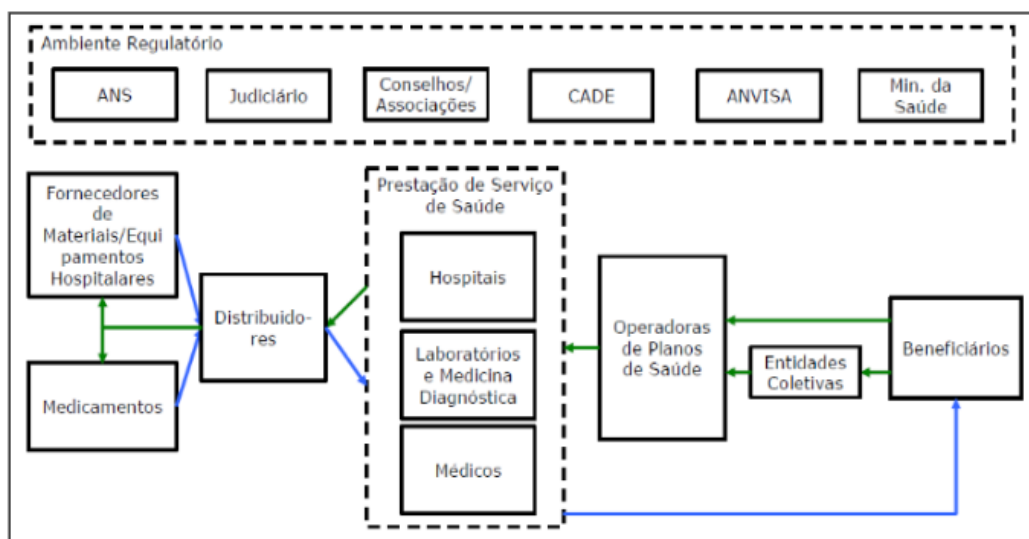 Ambiente Regulatório
ANS
Judiciário
Conselhos/
Associações
CADE
ANVISA
Min. da
Saúde
Fornecedores
de
Materiais/Equi
pamentos
Hospitalares
Medicamentos
Distribuido-
res
Prestação de Serviço
de Saúde
Hospitais
Laboratórios
e Medicina
Diagnóstica
Médicos
Operadoras
de Planos
de Saúde
Entidades
Coletivas
Beneficiários